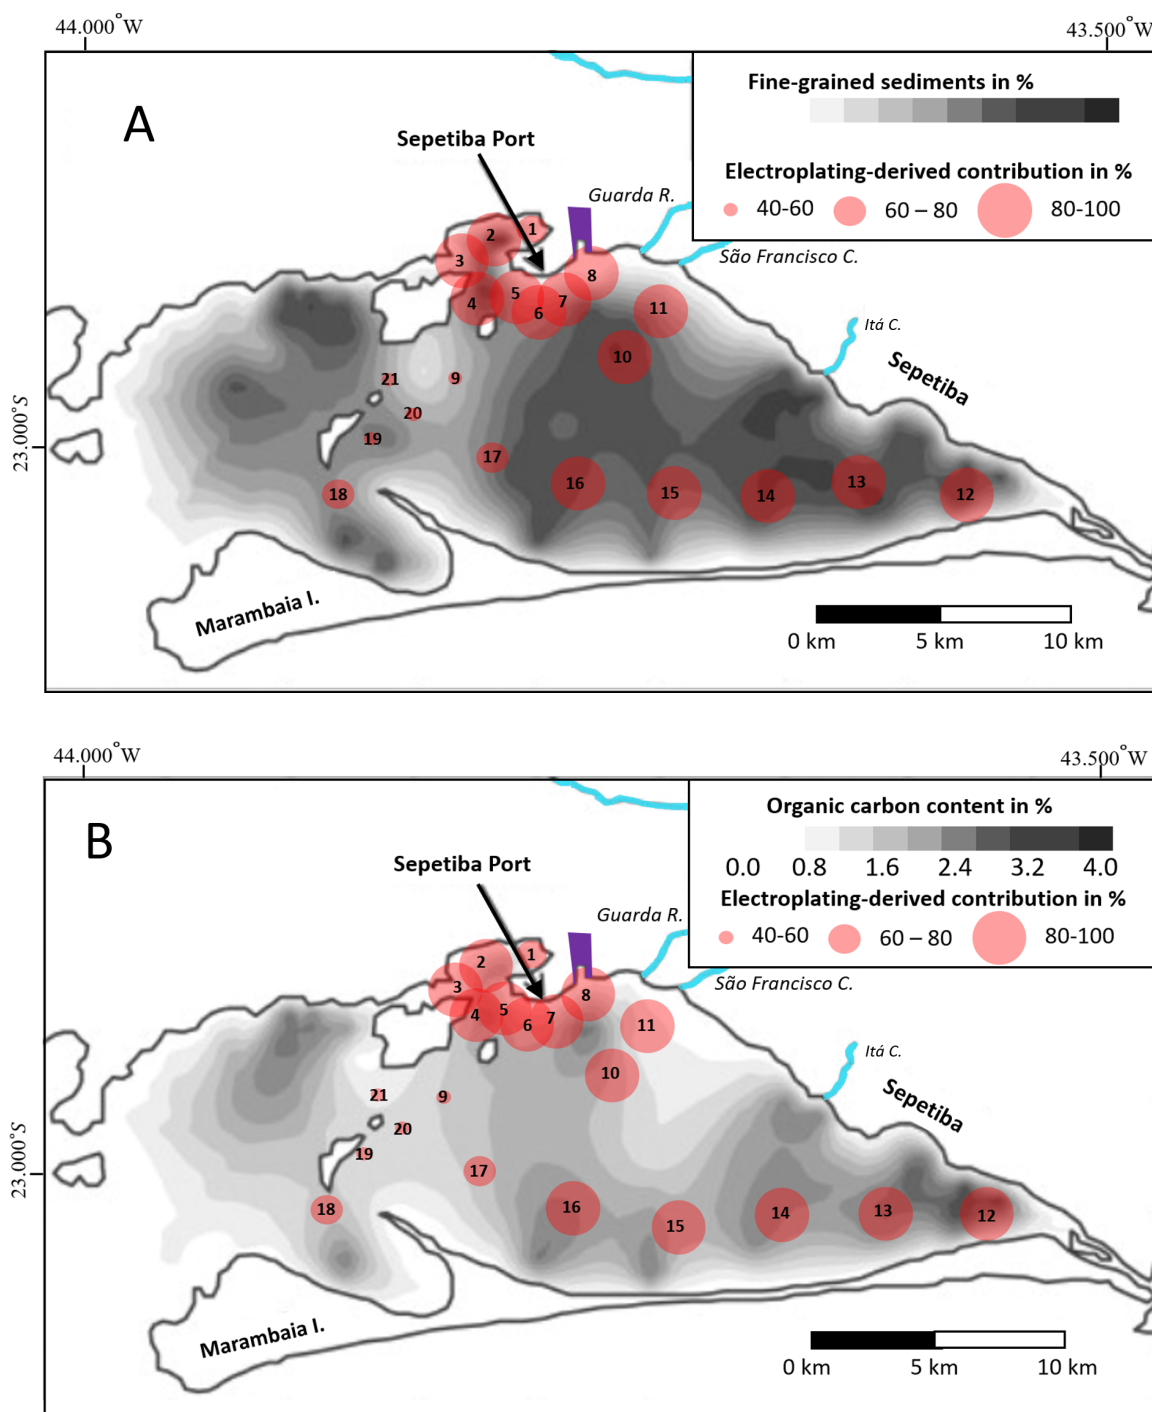 44.000°W
43.500°W
A
Fine-grained sediments in %
Sepetiba Port
Electroplating-derived contribution in %
40-60
60 – 80
80-100
Guarda R.
São Francisco C.
1
2
3
8
4
5
6
7
11
Itá C.
10
Sepetiba
21
9
20
19
23.000°S
17
18
16
15
14
13
12
Marambaia I.
0 km
5 km
10 km
44.000°W
43.500°W
B
Organic carbon content in %
0.0
0.8
1.6
2.4
3.2
4.0
Sepetiba Port
Electroplating-derived contribution in %
40-60
60 – 80
80-100
Guarda R.
São Francisco C.
1
2
3
8
4
5
6
7
11
Itá C.
10
Sepetiba
21
9
20
19
23.000°S
17
18
16
15
14
13
12
Marambaia I.
0 km
5 km
10 km